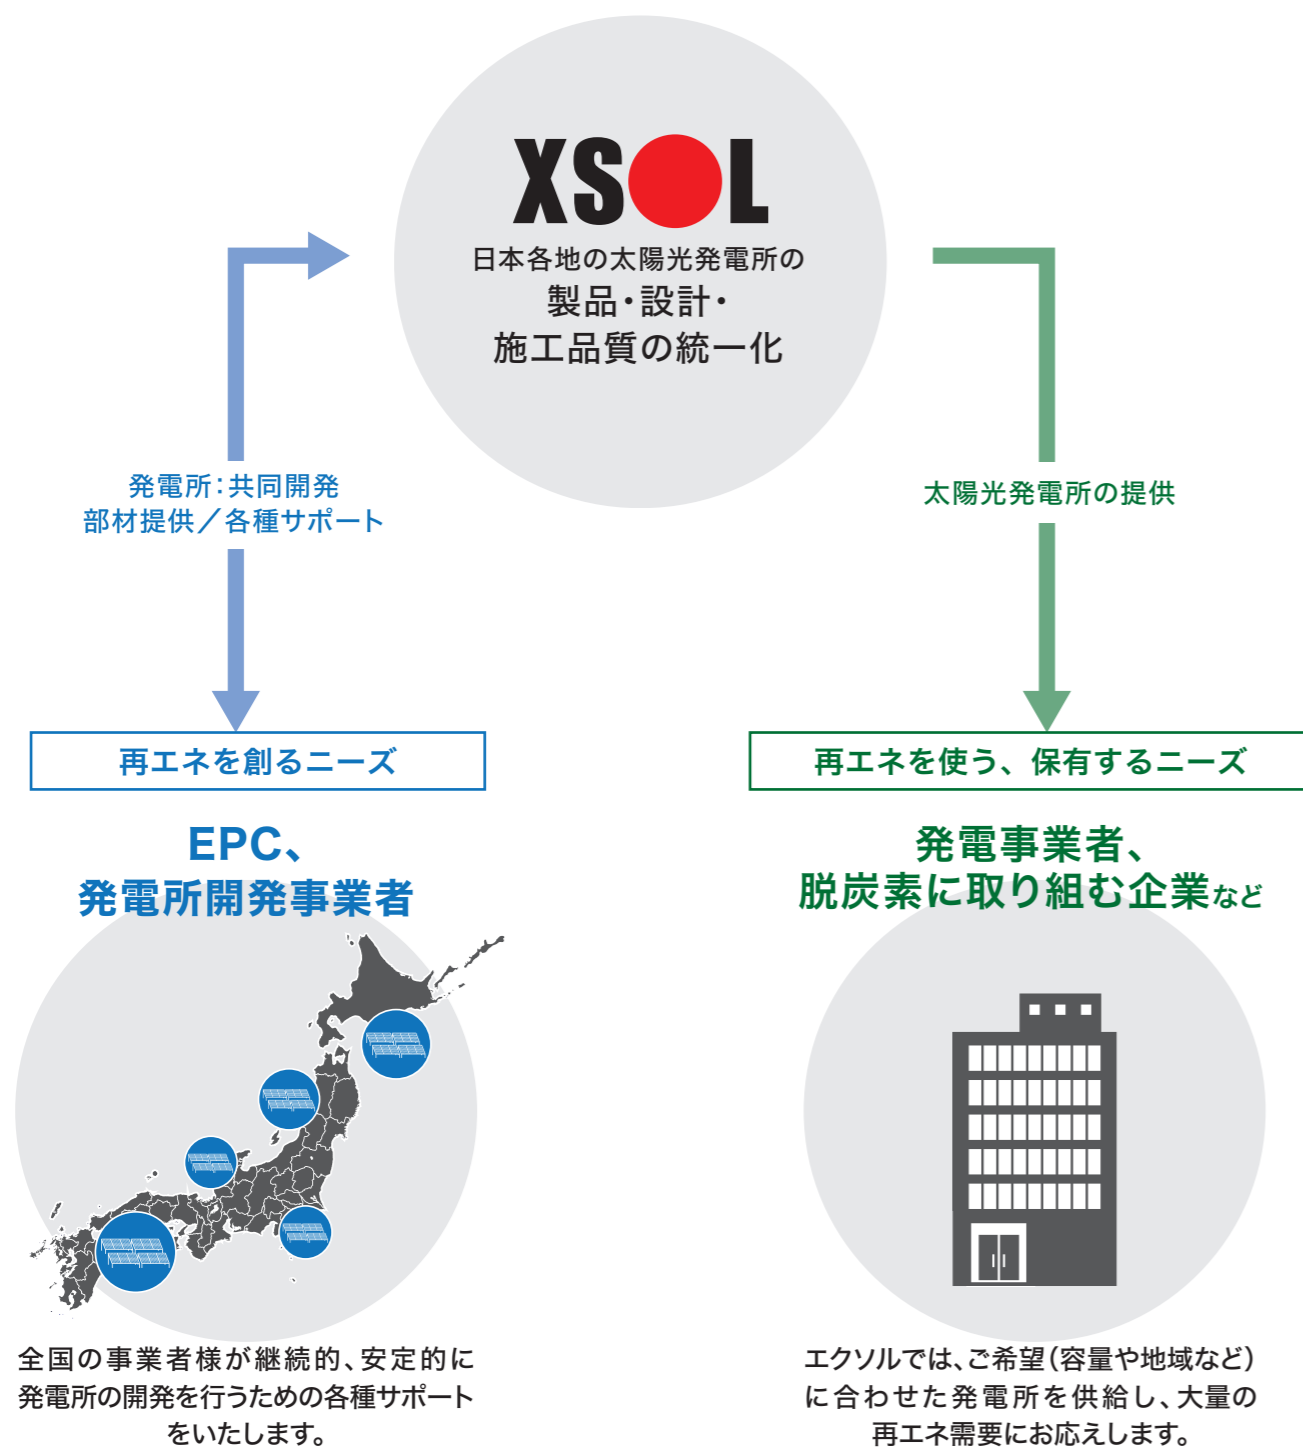 XSOL
日本各地の太陽光発電所の
製品・設計・
施工品質の統一化
発電所：共同開発
部材提供／各種サポート
太陽光発電所の提供
再エネを創るニーズ
EPC、
発電所開発事業者
全国の事業者様が継続的、安定的に
発電所の開発を行うための各種サポート
をいたします。
再エネを使う、保有するニーズ
発電事業者、
脱炭素に取り組む企業など
エクソルでは、ご希望（容量や地域など）
に合わせた発電所を供給し、大量の
再エネ需要にお応えします。